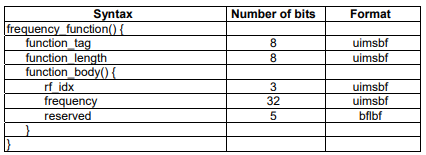 Syntax Number of bits Format
frequency_function() {
function_tag 8 uimsbf
function_length 8 uimsbf
function_body() {
rf_idx 3 uimsbf
frequency 32 uimsbf
reserved 5 bflbf
}
}